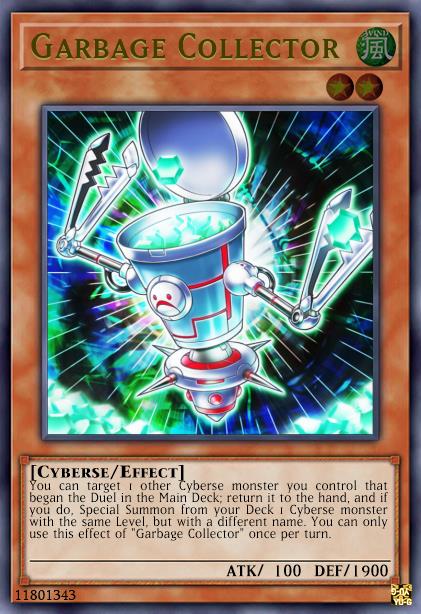 Garbage Collector
WIND
風
[Cyberse/Effect]
You can target 1 other Cyberse monster you control that
began the Duel in the Main Deck; return it to the hand, and if
you do, Special Summon from your Deck 1 Cyberse monster
with the same Level, but with a different name. You can only
use this effect of "Garbage Collector" once per turn.
ATK/ 100 DEF/1900
11801343